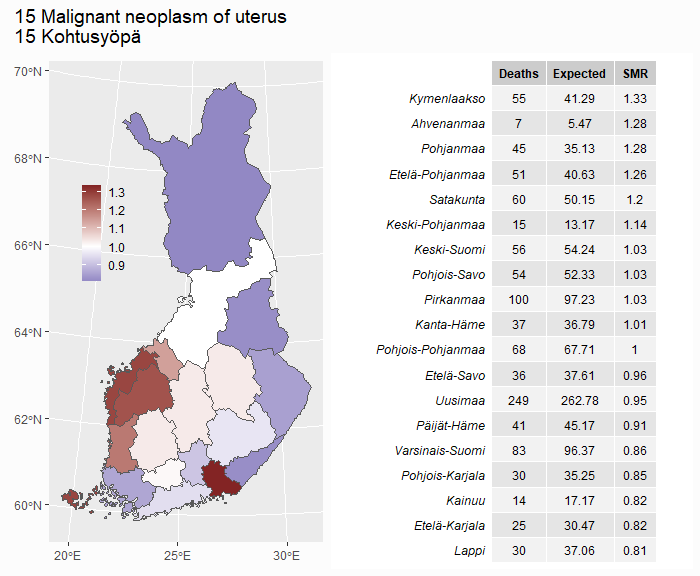 15 Malignant neoplasm of uterus
15 Kohtusyöpä
70°N
68°N
66°N
64°N
62°N
60°N
20°E 25°E 30°E
1.3
1.2
1.1
1.0
0.9
Deaths Expected SMR
Kymenlaakso 55 41.29 1.33
Ahvenanmaa 7 5.47 1.28
Pohjanmaa 45 35.13 1.28
Etelä-Pohjanmaa 51 40.63 1.26
Satakunta 60 50.15 1.2
Keski-Pohjanmaa 15 13.17 1.14
Keski-Suomi 56 54.24 1.03
Pohjois-Savo 54 52.33 1.03
Pirkanmaa 100 97.23 1.03
Kanta-Häme 37 36.79 1.01
Pohjois-Pohjanmaa 68 67.71 1
Etelä-Savo 36 37.61 0.96
Uusimaa 249 262.78 0.95
Päijät-Häme 41 45.17 0.91
Varsinais-Suomi 83 96.37 0.86
Pohjois-Karjala 30 35.25 0.85
Kainuu 14 17.17 0.82
Etelä-Karjala 25 30.47 0.82
Lappi 30 37.06 0.81